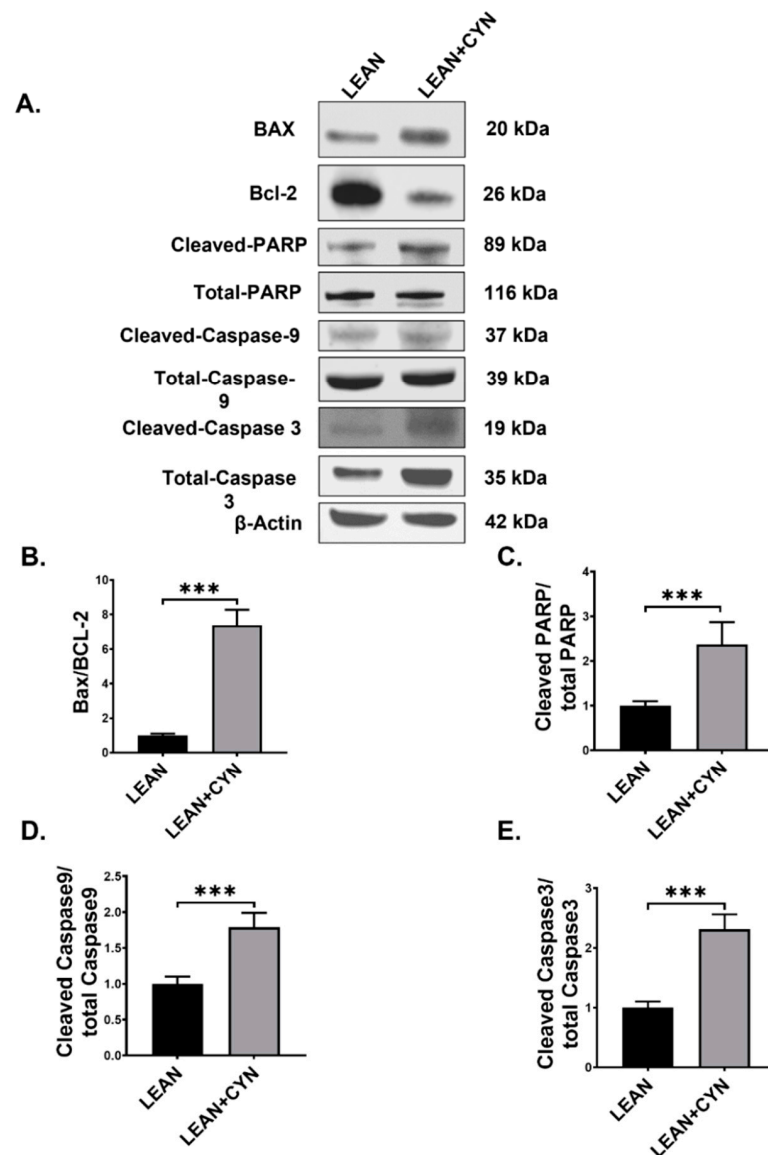 A.
LEAN
LEAN+CYN
BAX
20 kDa
Bcl-2
26 kDa
Cleaved-PARP
89 kDa
Total-PARP
116 kDa
Cleaved-Caspase-9
37 kDa
Total-Caspase-
9
39 kDa
Cleaved-Caspase 3
19 kDa
Total-Caspase
3
35 kDa
β-Actin
42 kDa
B.
Bax/BCL-2
10
8
6
4
2
0
***
LEAN
LEAN+CYN
C.
Cleaved PARP/
total PARP
4
3
2
1
0
***
LEAN
LEAN+CYN
D.
Cleaved Caspase9/
total Caspase9
2.5
2.0
1.5
1.0
0.5
0.0
***
LEAN
LEAN+CYN
E.
Cleaved Caspase3/
total Caspase3
3
2
1
0
***
LEAN
LEAN+CYN